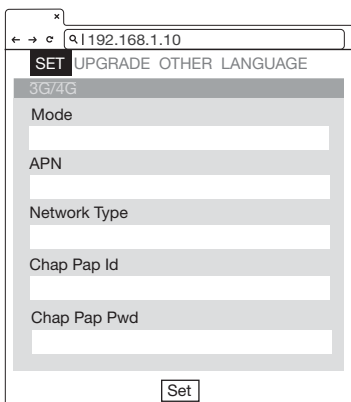 192.168.1.10
SET UPGRADE OTHER LANGUAGE
3G/4G
Mode
APN
Network Type
Chap Pap Id
Chap Pap Pwd
Set